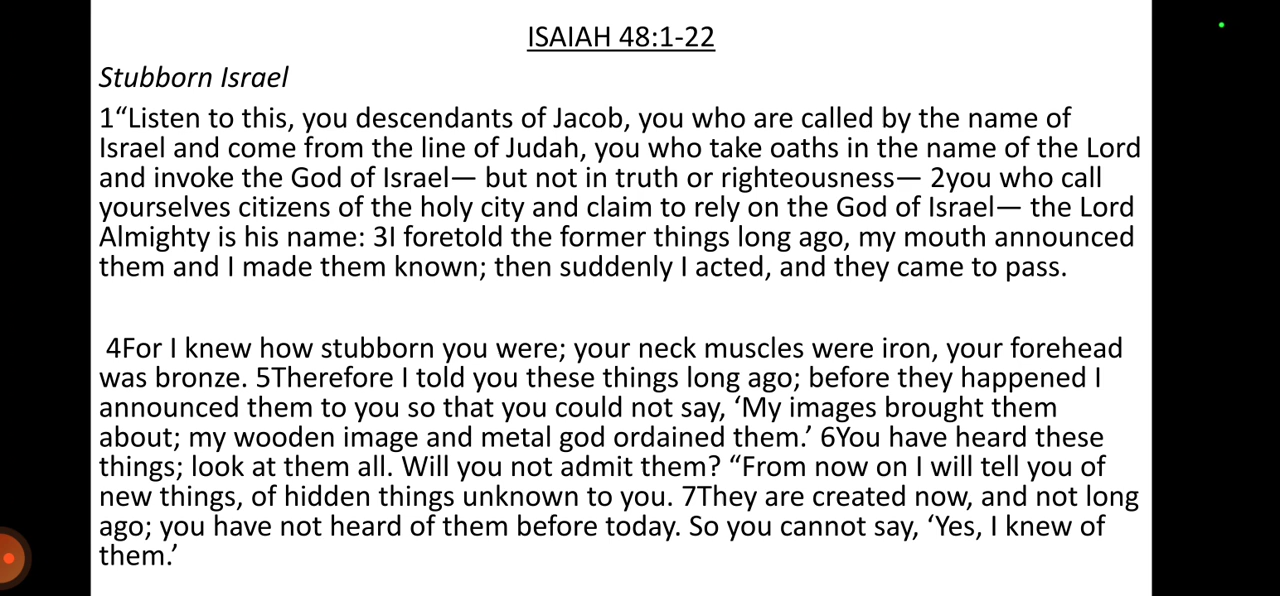 ISAIAH 48:1-22
Stubborn Israel
1“Listen to this, you descendants of Jacob, you who are called by the name of
Israel and come from the line of Judah, you who take oaths in the name of the Lord
and invoke the God of Israel— but not in truth or righteousness— 2you who call
yourselves citizens of the holy city and claim to rely on the God of Israel— the Lord
Almighty is his name: 3I foretold the former things long ago, my mouth announced
them and I made them known; then suddenly I acted, and they came to pass.
4For I knew how stubborn you were; your neck muscles were iron, your forehead
was bronze. 5Therefore I told you these things long ago; before they happened I
announced them to you so that you could not say, ‘My images brought them
about; my wooden image and metal god ordained them.’ 6You have heard these
things; look at them all. Will you not admit them? “From now on I will tell you of
new things, of hidden things unknown to you. 7They are created now, and not long
ago; you have not heard of them before today. So you cannot say, ‘Yes, I knew of
them.’